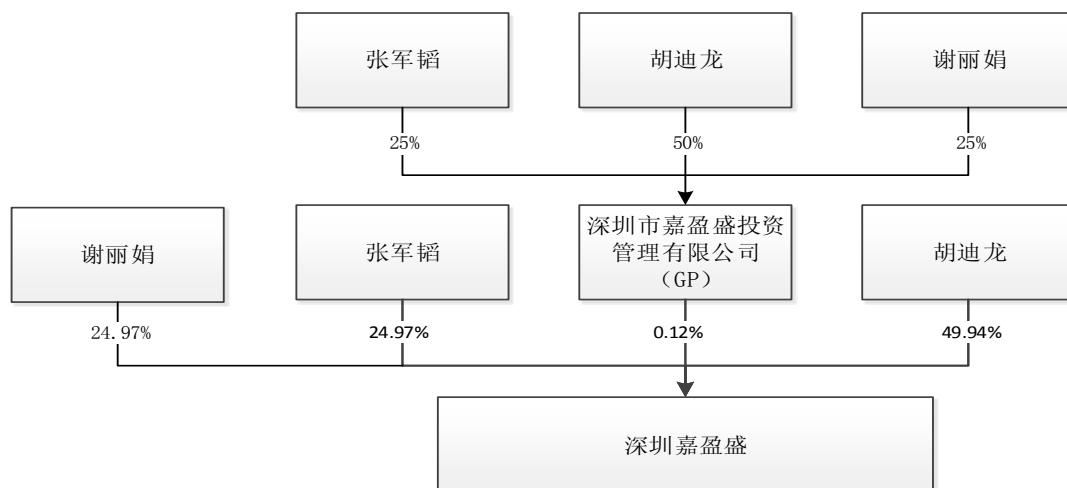 张军韬
胡迪龙
谢丽娟
25%
50%
25%
谢丽娟
张军韬
深圳市嘉盈盛投资
管理有限公司
（GP）
胡迪龙
24.97%
24.97%
0.12%
49.94%
深圳嘉盈盛